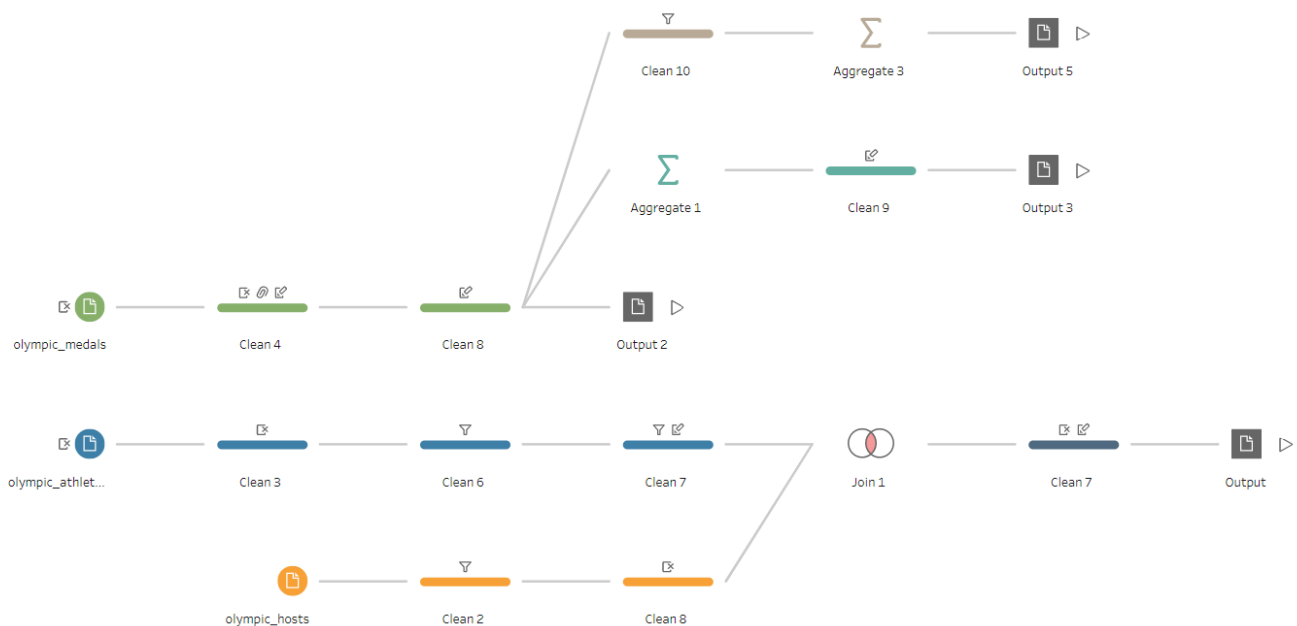 Clean 10
Aggregate 3
Output 5
Aggregate 1
Clean 9
Output 3
olympic_medals
Clean 4
Clean 8
Output 2
olympic_athlet...
Clean 3
Clean 6
Clean 7
Join 1
Clean 7
Output
olympic_hosts
Clean 2
Clean 8